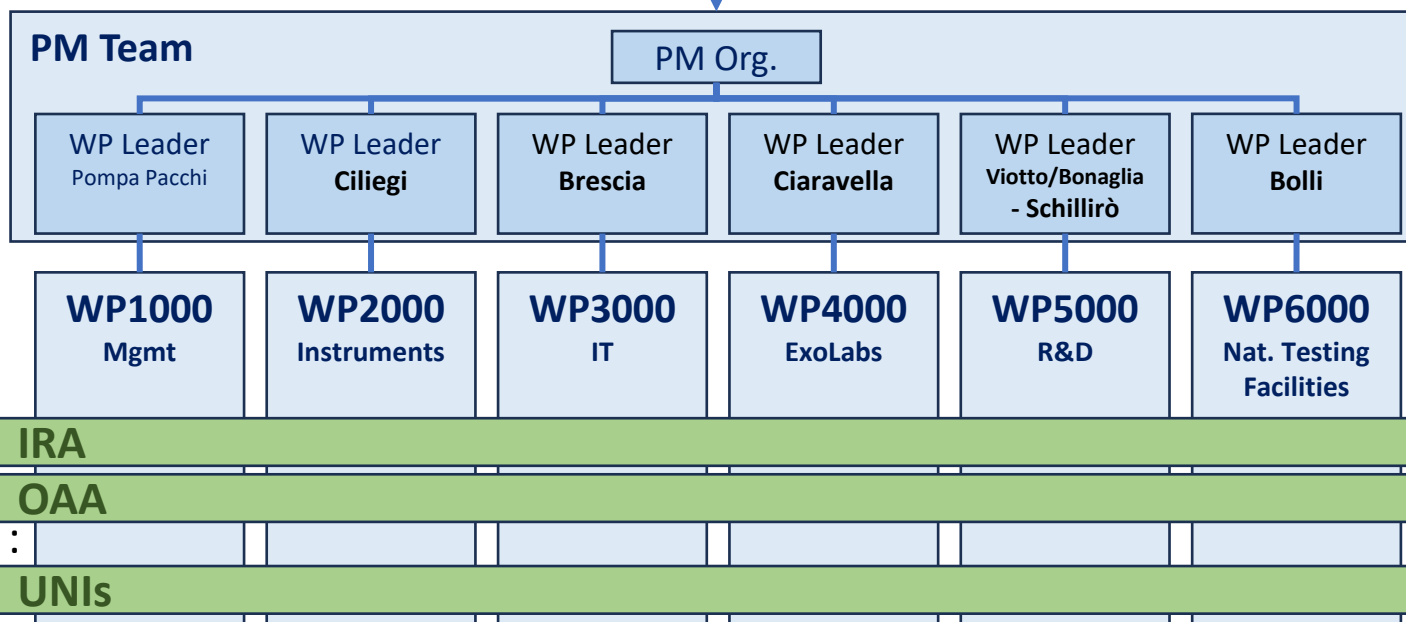 PM Team
PM Org.
WP Leader
Pompa Pacchi
WP Leader
Ciliegi
WP Leader
Brescia
WP Leader
Ciaravella
WP Leader
Viotto/Bonaglia
- Schillirò
WP Leader
Bolli
WP1000
Mgmt
WP2000
Instruments
WP3000
IT
WP4000
ExoLabs
WP5000
R&D
WP6000
Nat. Testing
Facilities
IRA
OAA
:
UNIs